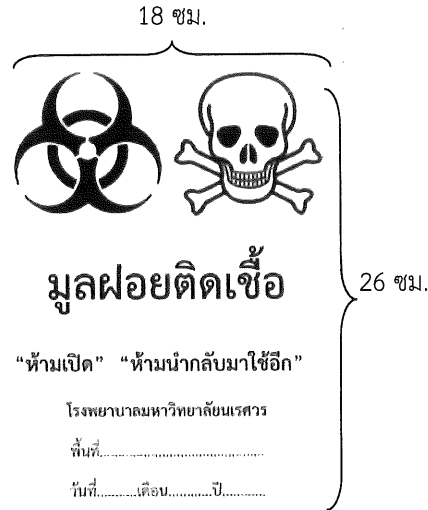 18 ซม.
26 ซม.
มูลฝอยติดเชื้อ
“ห้ามเปิด” “ห้ามนำกลับมาใช้อีก”
โรงพยาบาลมหาวิทยาลัยนเรศวร
พื้นที่......................................
วันที่..........เดือน...........ปี...........